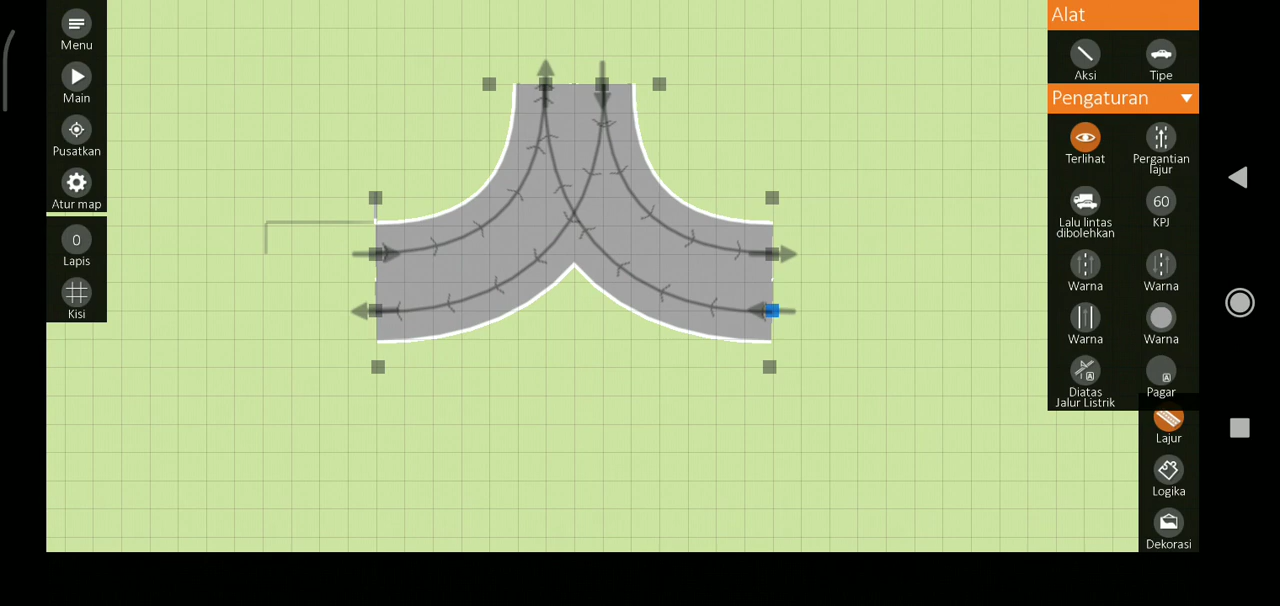 Menu
Main
Pusatkan
Atur map
0
Lapis
Kisi
Alat
Aksi
Tipe
Pengaturan
Terlihat
Pergantian
lajur
Lalu lintas
dibolehkan
60
KPJ
Warna
Warna
Warna
Warna
A
Diatas
Jalur Listrik
A
Pagar
Lajur
Logika
Dekorasi